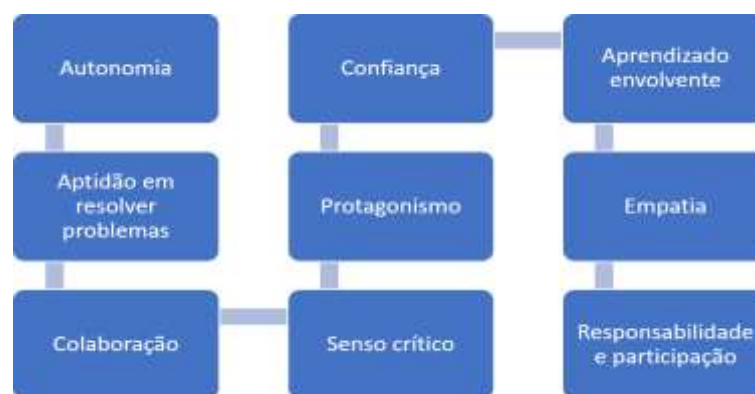 Autonomia
Aptidão em
resolver
problemas
Colaboração
Senso crítico
Protagonismo
Confiança
Aprendizado
envolvente
Empatia
Responsabilidade
e participação